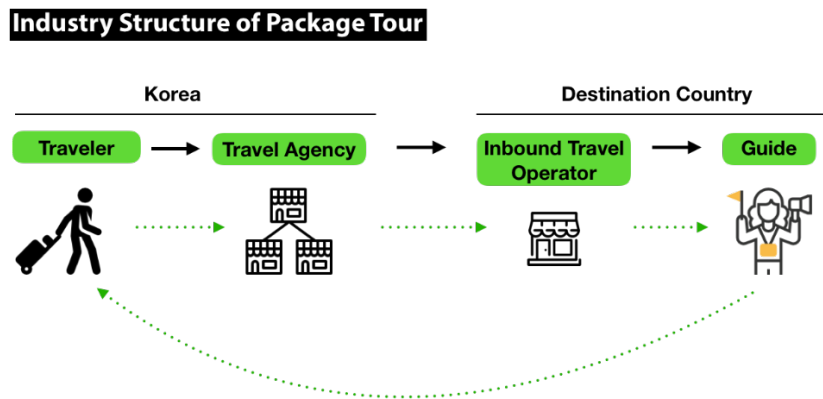 Industry Structure of Package Tour
Korea
Destination Country
Traveler
Travel Agency
Inbound Travel
Operator
Guide